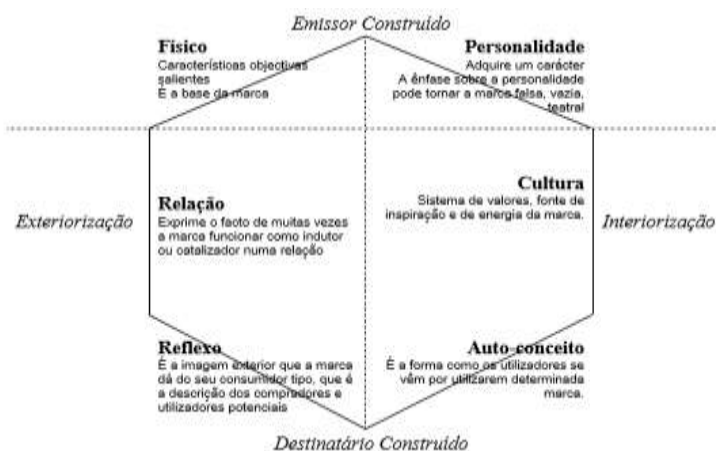 Emissor Construído
Físico
Características objectivas
salientes
É a base da marca
Personalidade
Adquire um carácter
A ênfase sobre a personalidade
pode tornar a marca falsa, vazia,
teatral
Exteriorização
Relação
Exprime o facto de muitas vezes
a marca funcionar como indutor
ou catalizador numa relação
Cultura
Sistema de valores, fonte de
inspiração e de energia da marca.
Interiorização
Reflexo
É a imagem exterior que a marca
dá do seu consumidor tipo, que é
a descrição dos compradores e
utilizadores potenciais
Auto-conceito
É a forma como os utilizadores se
vêm por utilizarem determinada
marca.
Destinatário Construído